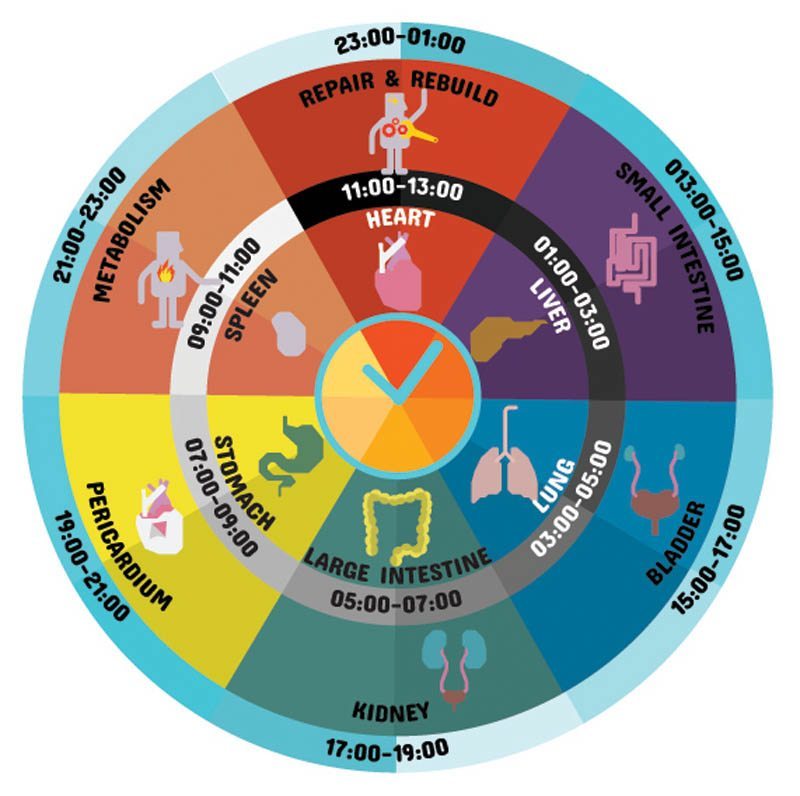 23:00-01:00
REPAIR & REBUILD
11:00-13:00
HEART
013:00-15:00
SMALL INTESTINE
01:00-03:00
LIVER
15:00-17:00
BLADDER
03:00-05:00
LUNG
17:00-19:00
KIDNEY
05:00-07:00
LARGE INTESTINE
19:00-21:00
PERICARDIUM
07:00-09:00
STOMACH
21:00-23:00
METABOLISM
09:00-11:00
SPLEEN